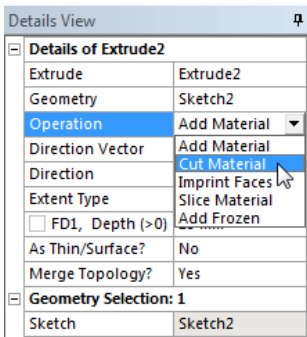 Details View
Details of Extrude2
Extrude Extrude2
Geometry Sketch2
Operation Add Material
Direction Vector Add Material
Direction Cut Material
Extent Type Imprint Faces
Slice Material
FD1, Depth (>0) Add Frozen
As Thin/Surface? No
Merge Topology? Yes
Geometry Selection: 1
Sketch Sketch2